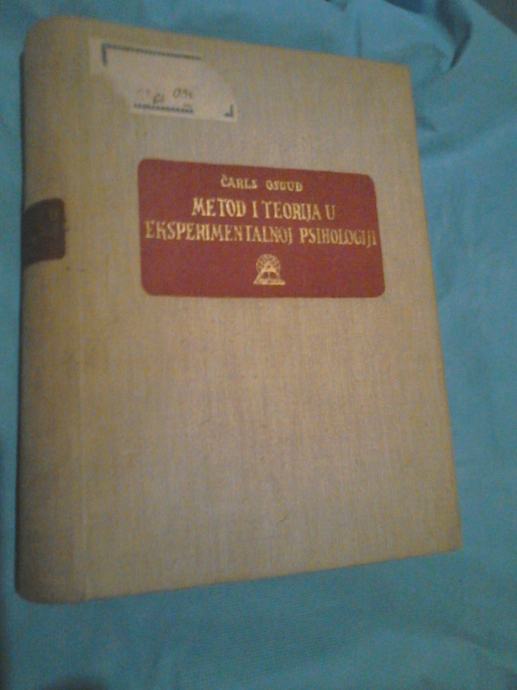 ČARLS OSGUD
METOD I TEORIJA U
EKSPERIMENTALNOJ PSIHOLOGIJI